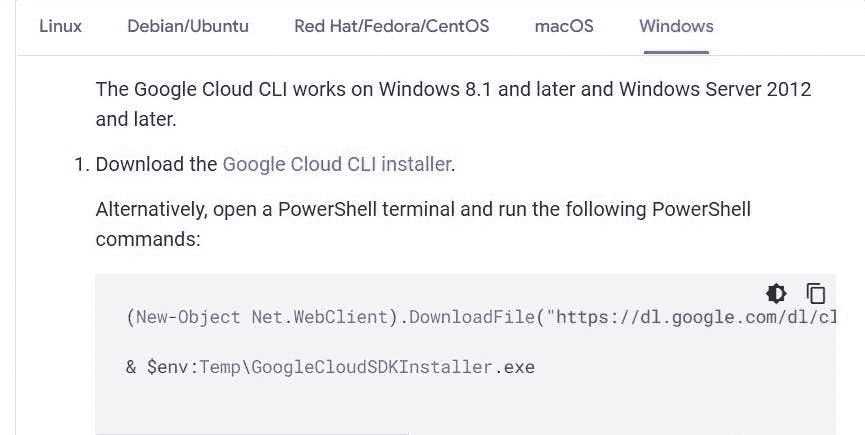 Linux Debian/Ubuntu Red Hat/Fedora/CentOS macOS Windows
The Google Cloud CLI works on Windows 8.1 and later and Windows Server 2012
and later.
1. Download the Google Cloud CLI installer.
Alternatively, open a PowerShell terminal and run the following PowerShell
commands:
(New-Object Net.WebClient).DownloadFile("https://dl.google.com/dl/cl
& $env:Temp\GoogleCloudSDKInstaller.exe